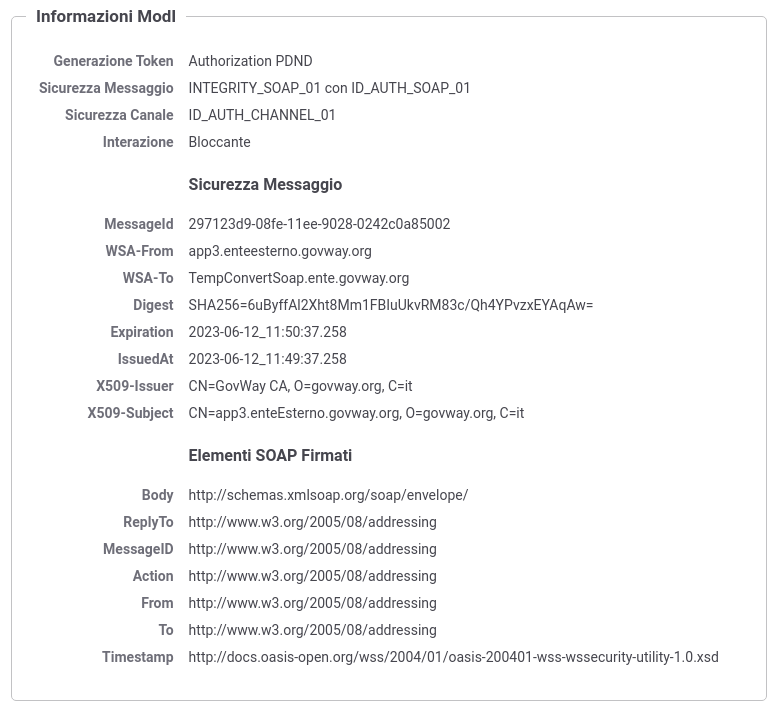 Informazioni ModI
Generazione Token Authorization PDND
Sicurezza Messaggio INTEGRITY_SOAP_01 con ID_AUTH_SOAP_01
Sicurezza Canale ID_AUTH_CHANNEL_01
Interazione Bloccante
Sicurezza Messaggio
MessageId 297123d9-08fe-11ee-9028-0242c0a85002
WSA-From app3.enteesterno.govway.org
WSA-To TempConvertSoap.ente.govway.org
Digest SHA256=6uByffAl2Xht8Mm1FBIuUkvRM83c/Qh4YPvzxEYAqAw=
Expiration 2023-06-12_11:50:37.258
IssuedAt 2023-06-12_11:49:37.258
X509-Issuer CN=GovWay CA, O=govway.org, C=it
X509-Subject CN=app3.enteEsterno.govway.org, O=govway.org, C=it
Elementi SOAP Firmati
Body http://schemas.xmlsoap.org/soap/envelope/
ReplyTo http://www.w3.org/2005/08/addressing
MessageID http://www.w3.org/2005/08/addressing
Action http://www.w3.org/2005/08/addressing
From http://www.w3.org/2005/08/addressing
To http://www.w3.org/2005/08/addressing
Timestamp http://docs.oasis-open.org/wss/2004/01/oasis-200401-wss-wssecurity-utility-1.0.xsd